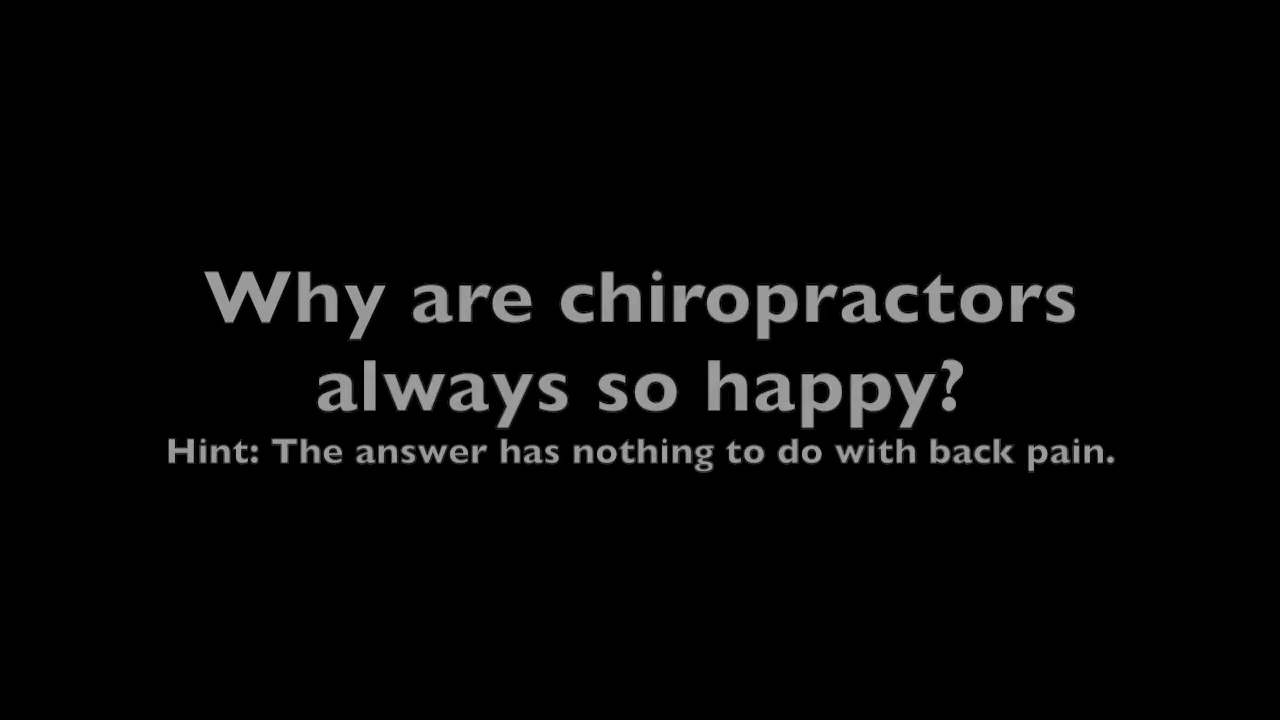 Why are chiropractors
always so happy?
Hint: The answer has nothing to do with back pain.